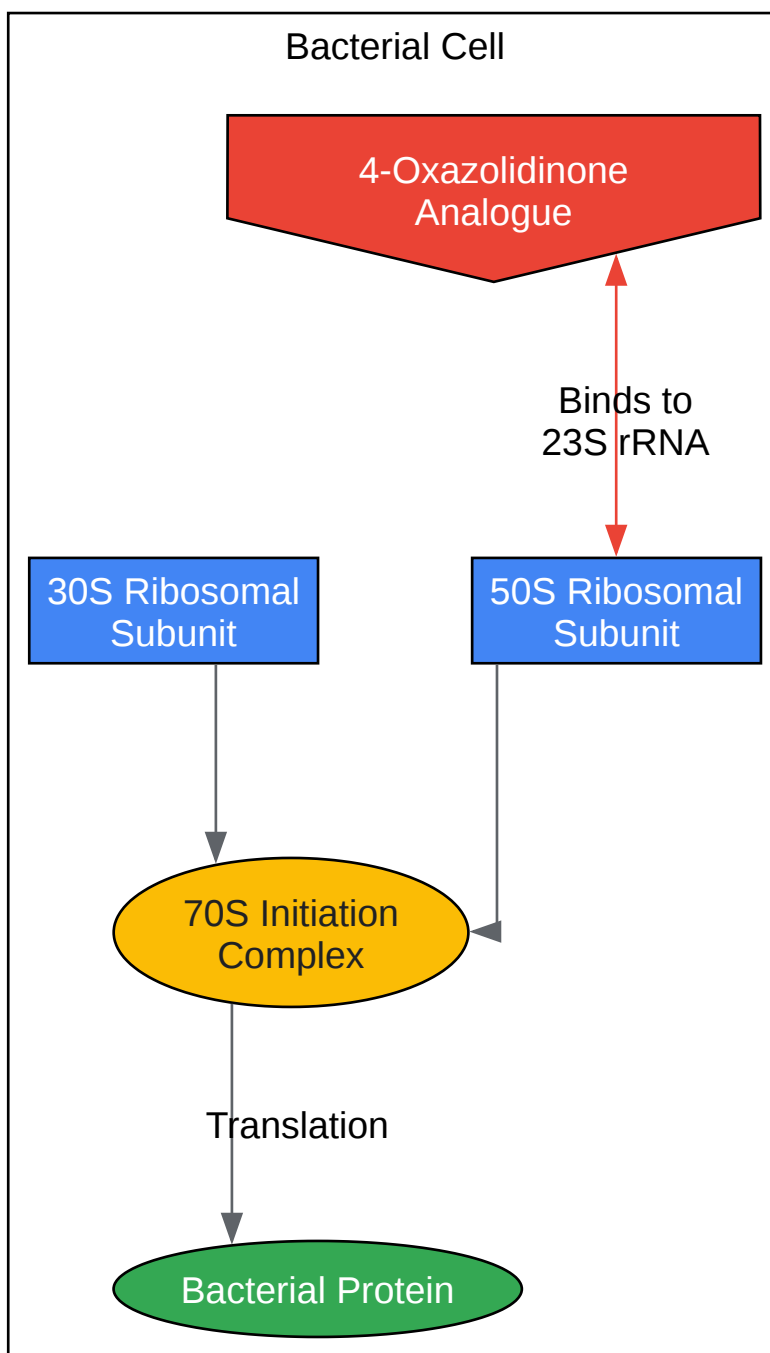 Bacterial Cell
4-Oxazolidinone
Analogue
Binds to
23S rRNA
30S Ribosomal
Subunit
50S Ribosomal
Subunit
70S Initiation
Complex
Translation
Bacterial Protein